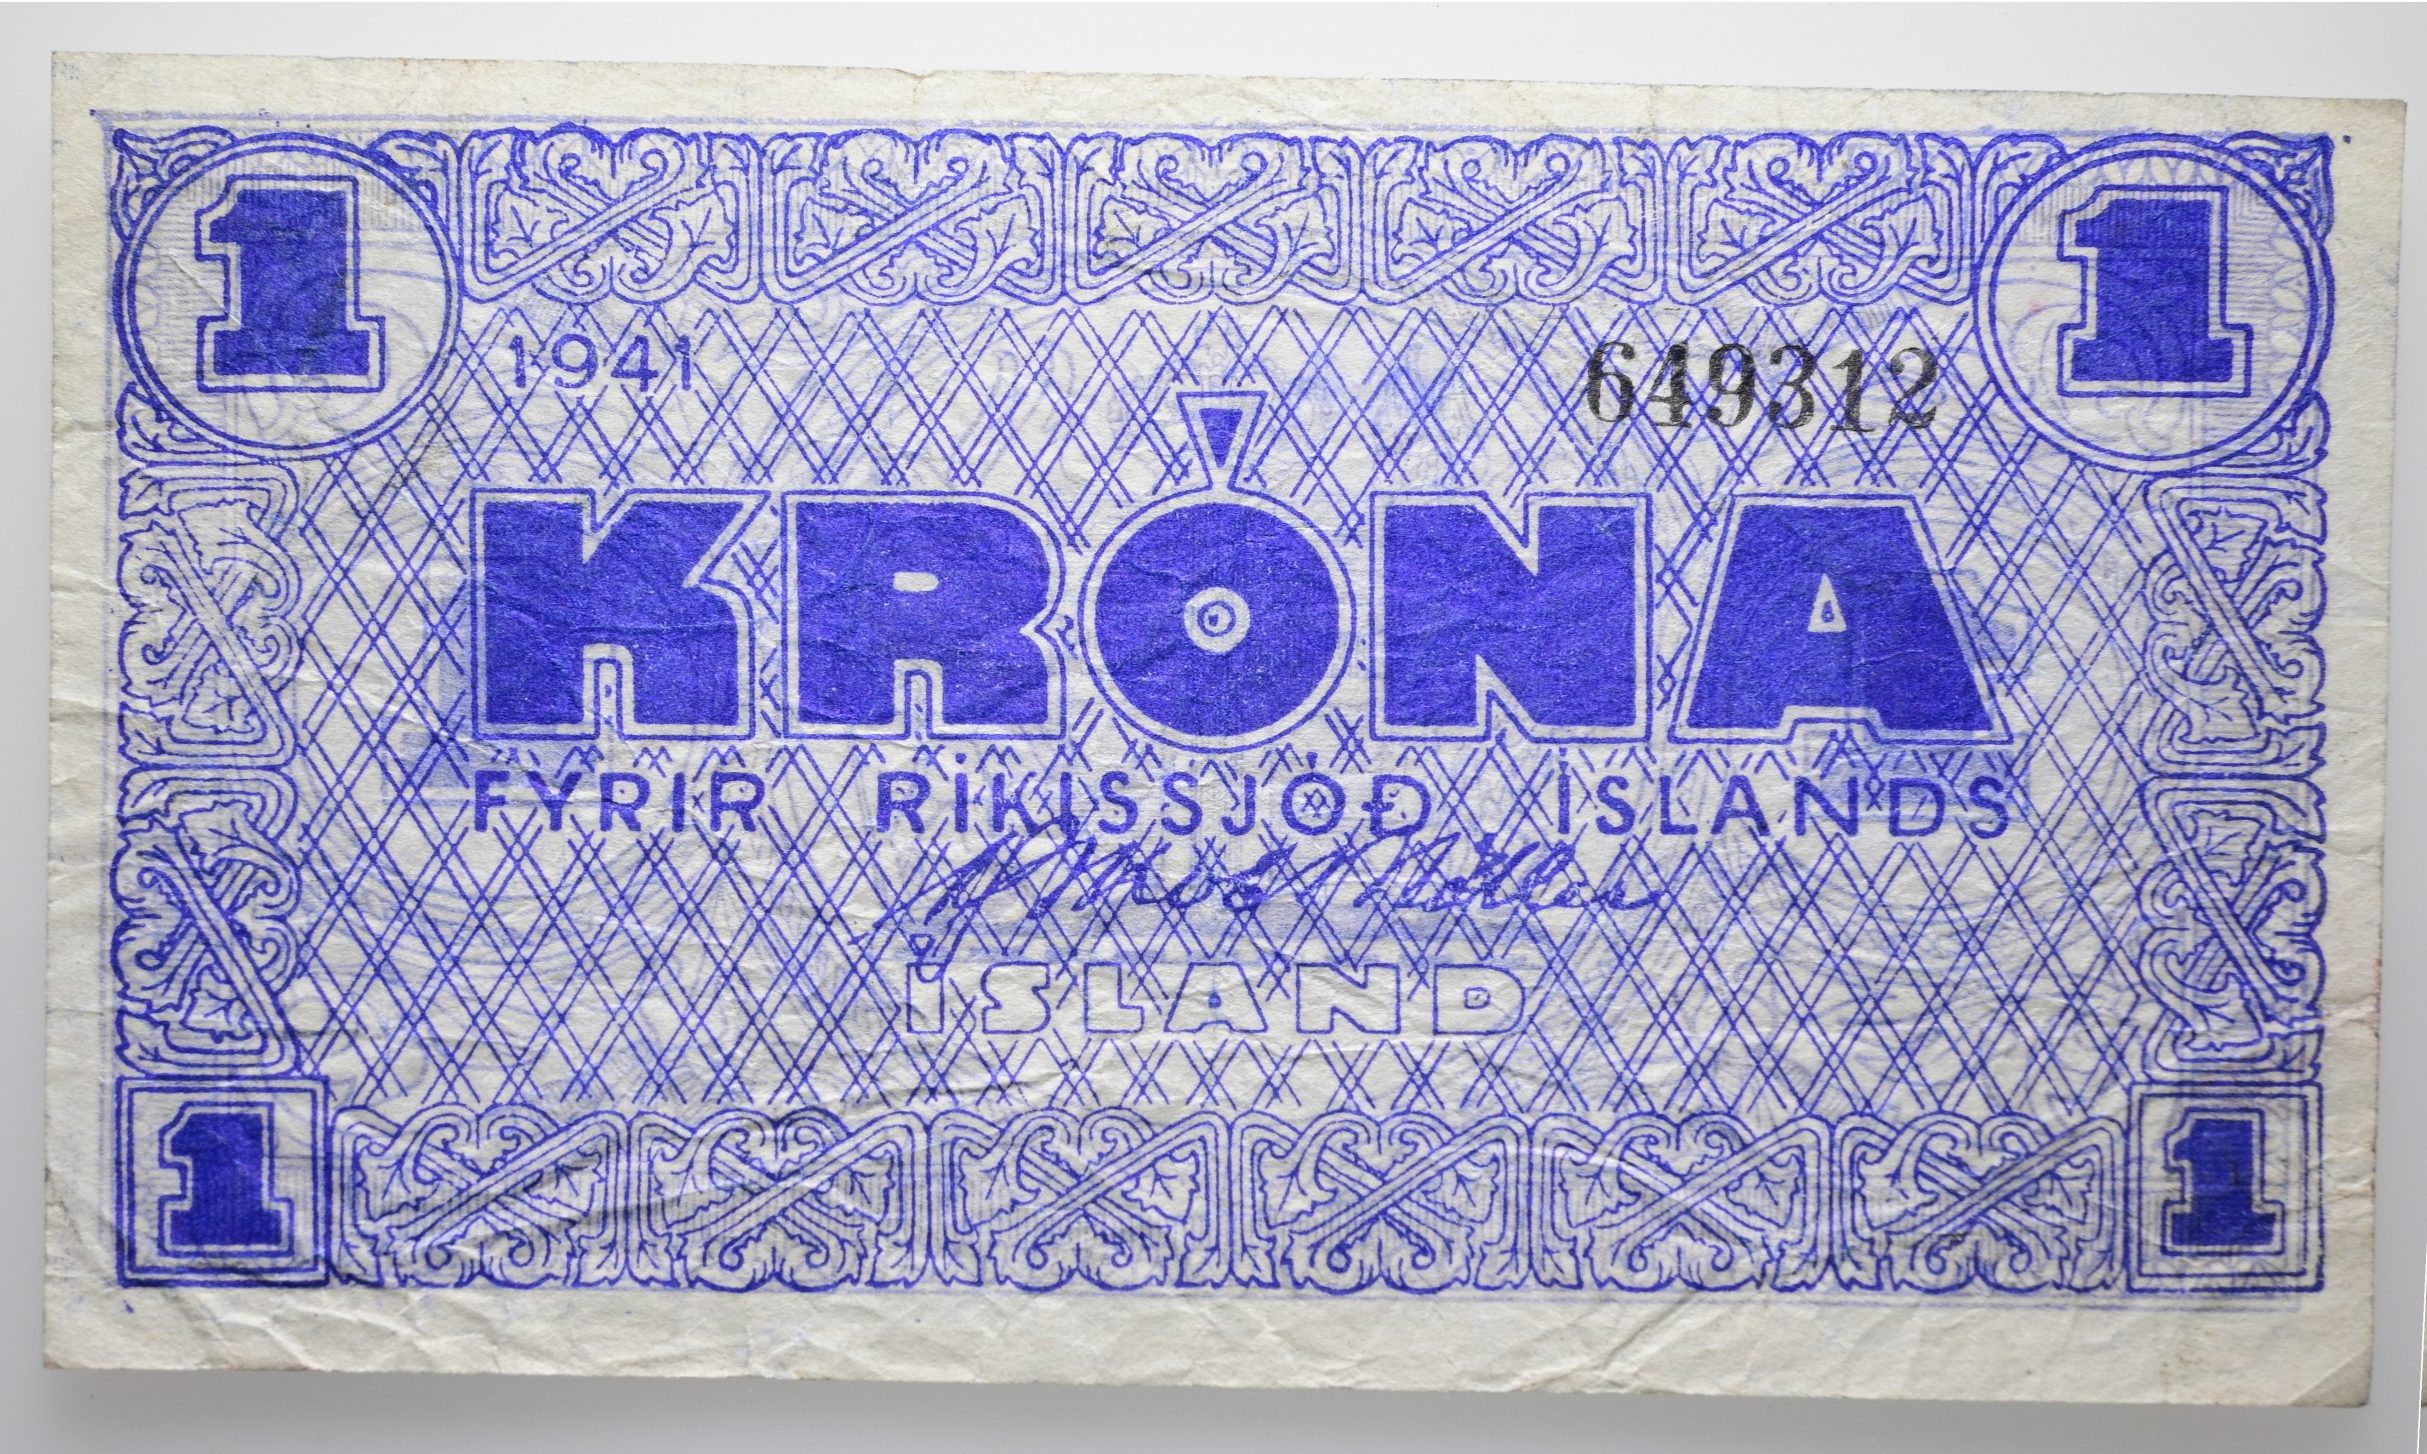 1 1
1941 649312
KRÓNA
FYRIR RÍKISSJÓÐ ÍSLANDS
ÍSLAND
1 1